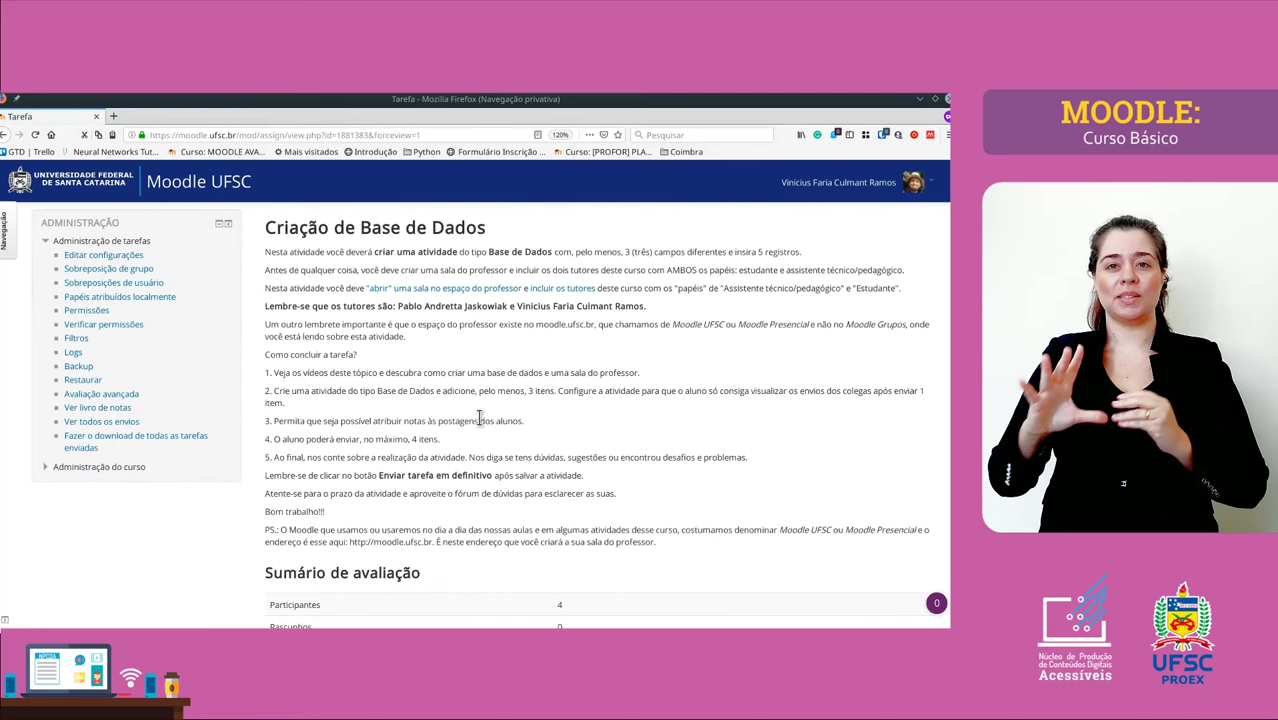 Tarefa - Mozilla Firefox (Navegação privativa)
Tarefa
https://moodle.ufsc.br/mod/assign/view.php?id=1881383&forceview=1
120%
Pesquisar
GTD | Trello
Neural Networks Tut...
Curso: MOODLE AVA...
Mais visitados
Introdução
Python
Formulário Inscrição ...
Curso: [PROFOR] PLA...
Coimbra
UNIVERSIDADE FEDERAL
DE SANTA CATARINA
Moodle UFSC
Vinicius Faria Culmant Ramos
Navegação
ADMINISTRAÇÃO
Administração de tarefas
Editar configurações
Sobreposição de grupo
Sobreposições de usuário
Papéis atribuídos localmente
Permissões
Verificar permissões
Filtros
Logs
Backup
Restaurar
Avaliação avançada
Ver livro de notas
Ver todos os envios
Fazer o download de todas as tarefas
enviadas
Administração do curso
Criação de Base de Dados
Nesta atividade você deverá criar uma atividade do tipo Base de Dados com, pelo menos, 3 (três) campos diferentes e insira 5 registros.
Antes de qualquer coisa, você deve criar uma sala do professor e incluir os dois tutores deste curso com AMBOS os papéis: estudante e assistente técnico/pedagógico.
Nesta atividade você deve "abrir" uma sala no espaço do professor e incluir os tutores deste curso com os "papéis" de "Assistente técnico/pedagógico" e "Estudante".
Lembre-se que os tutores são: Pablo Andretta Jaskowiak e Vinicius Faria Culmant Ramos.
Um outro lembrete importante é que o espaço do professor existe no moodle.ufsc.br, que chamamos de Moodle UFSC ou Moodle Presencial e não no Moodle Grupos, onde
você está lendo sobre esta atividade.
Como concluir a tarefa?
1. Veja os vídeos deste tópico e descubra como criar uma base de dados e uma sala do professor.
2. Crie uma atividade do tipo Base de Dados e adicione, pelo menos, 3 itens. Configure a atividade para que o aluno só consiga visualizar os envios dos colegas após enviar 1
item.
3. Permita que seja possível atribuir notas às postagens dos alunos.
4. O aluno poderá enviar, no máximo, 4 itens.
5. Ao final, nos conte sobre a realização da atividade. Nos diga se tens dúvidas, sugestões ou encontrou desafios e problemas.
Lembre-se de clicar no botão Enviar tarefa em definitivo após salvar a atividade.
Atente-se para o prazo da atividade e aproveite o fórum de dúvidas para esclarecer as suas.
Bom trabalho!!!
PS.: O Moodle que usamos ou usaremos no dia a dia das nossas aulas e em algumas atividades desse curso, costumamos denominar Moodle UFSC ou Moodle Presencial e o
endereço é esse aqui: http://moodle.ufsc.br. É neste endereço que você criará a sua sala do professor.
Sumário de avaliação
Participantes 4
Rascunhos 0
0
MOODLE:
Curso Básico
Núcleo de Produção
de Conteúdos Digitais
Acessíveis
UFSC
PROEX
NPCDA